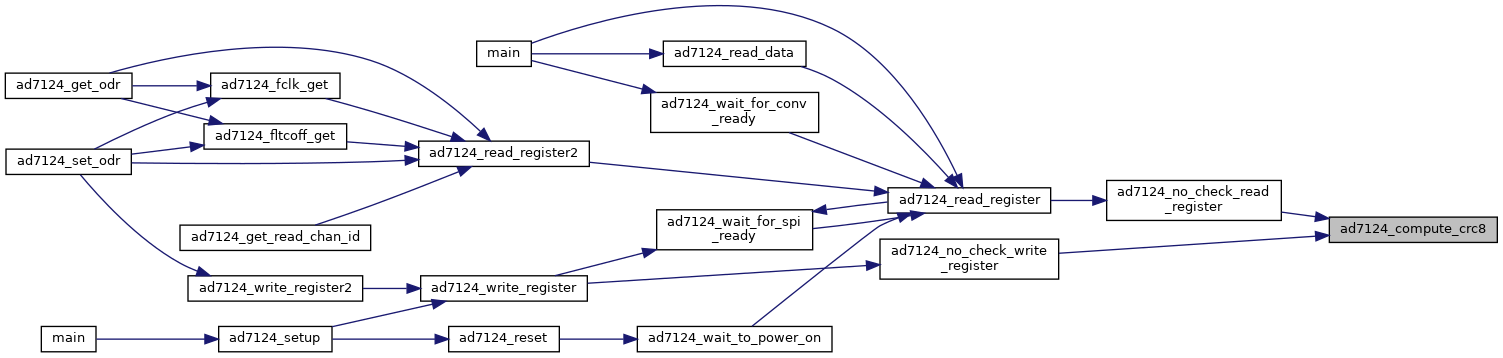 main
ad7124_read_data
ad7124_get_odr
ad7124_fclk_get
ad7124_wait_for_conv
_ready
ad7124_fltcoff_get
ad7124_set_odr
ad7124_read_register2
ad7124_no_check_read
_register
ad7124_read_register
ad7124_wait_for_spi
_ready
ad7124_compute_crc8
ad7124_get_read_chan_id
ad7124_no_check_write
_register
ad7124_write_register2
ad7124_write_register
main
ad7124_setup
ad7124_reset
ad7124_wait_to_power_on